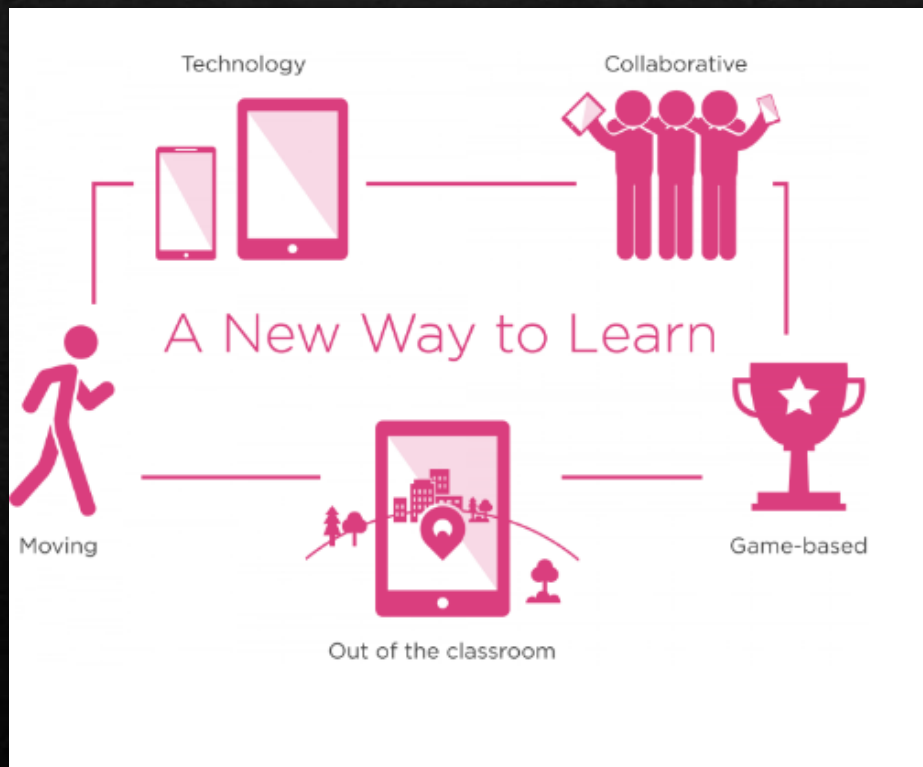 Technology
Collaborative
A New Way to Learn
Moving
Game-based
Out of the classroom